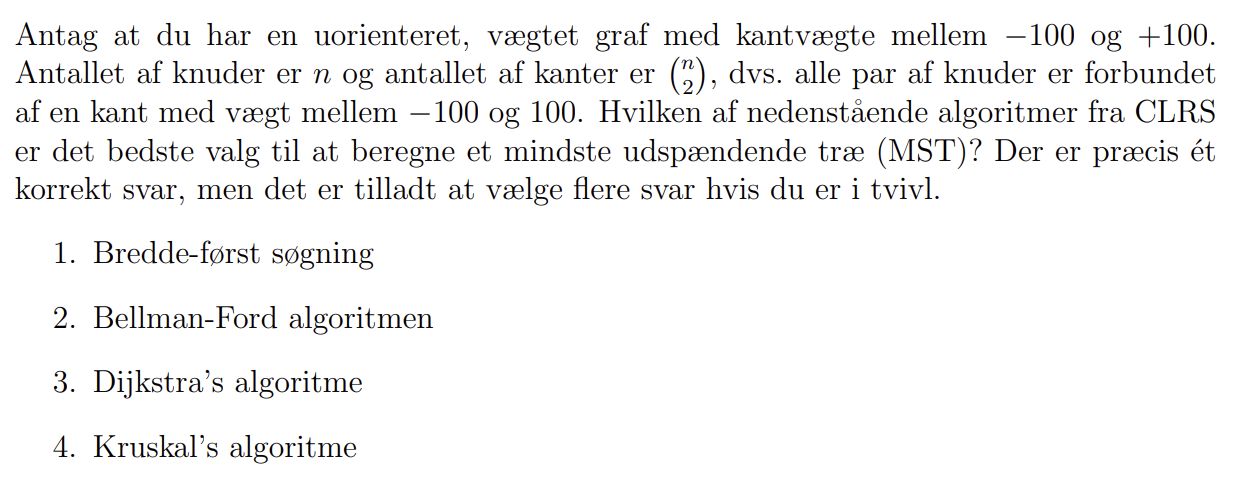 Antag at du har en uorienteret, vægtet graf med kantvægte mellem −100 og +100.
Antallet af knuder er n og antallet af kanter er (n 2), dvs. alle par af knuder er forbundet
af en kant med vægt mellem −100 og 100. Hvilken af nedenstående algoritmer fra CLRS
er det bedste valg til at beregne et mindste udspændende træ (MST)? Der er præcis ét
korrekt svar, men det er tilladt at vælge flere svar hvis du er i tvivl.
1. Bredde-først søgning
2. Bellman-Ford algoritmen
3. Dijkstra's algoritme
4. Kruskal's algoritme